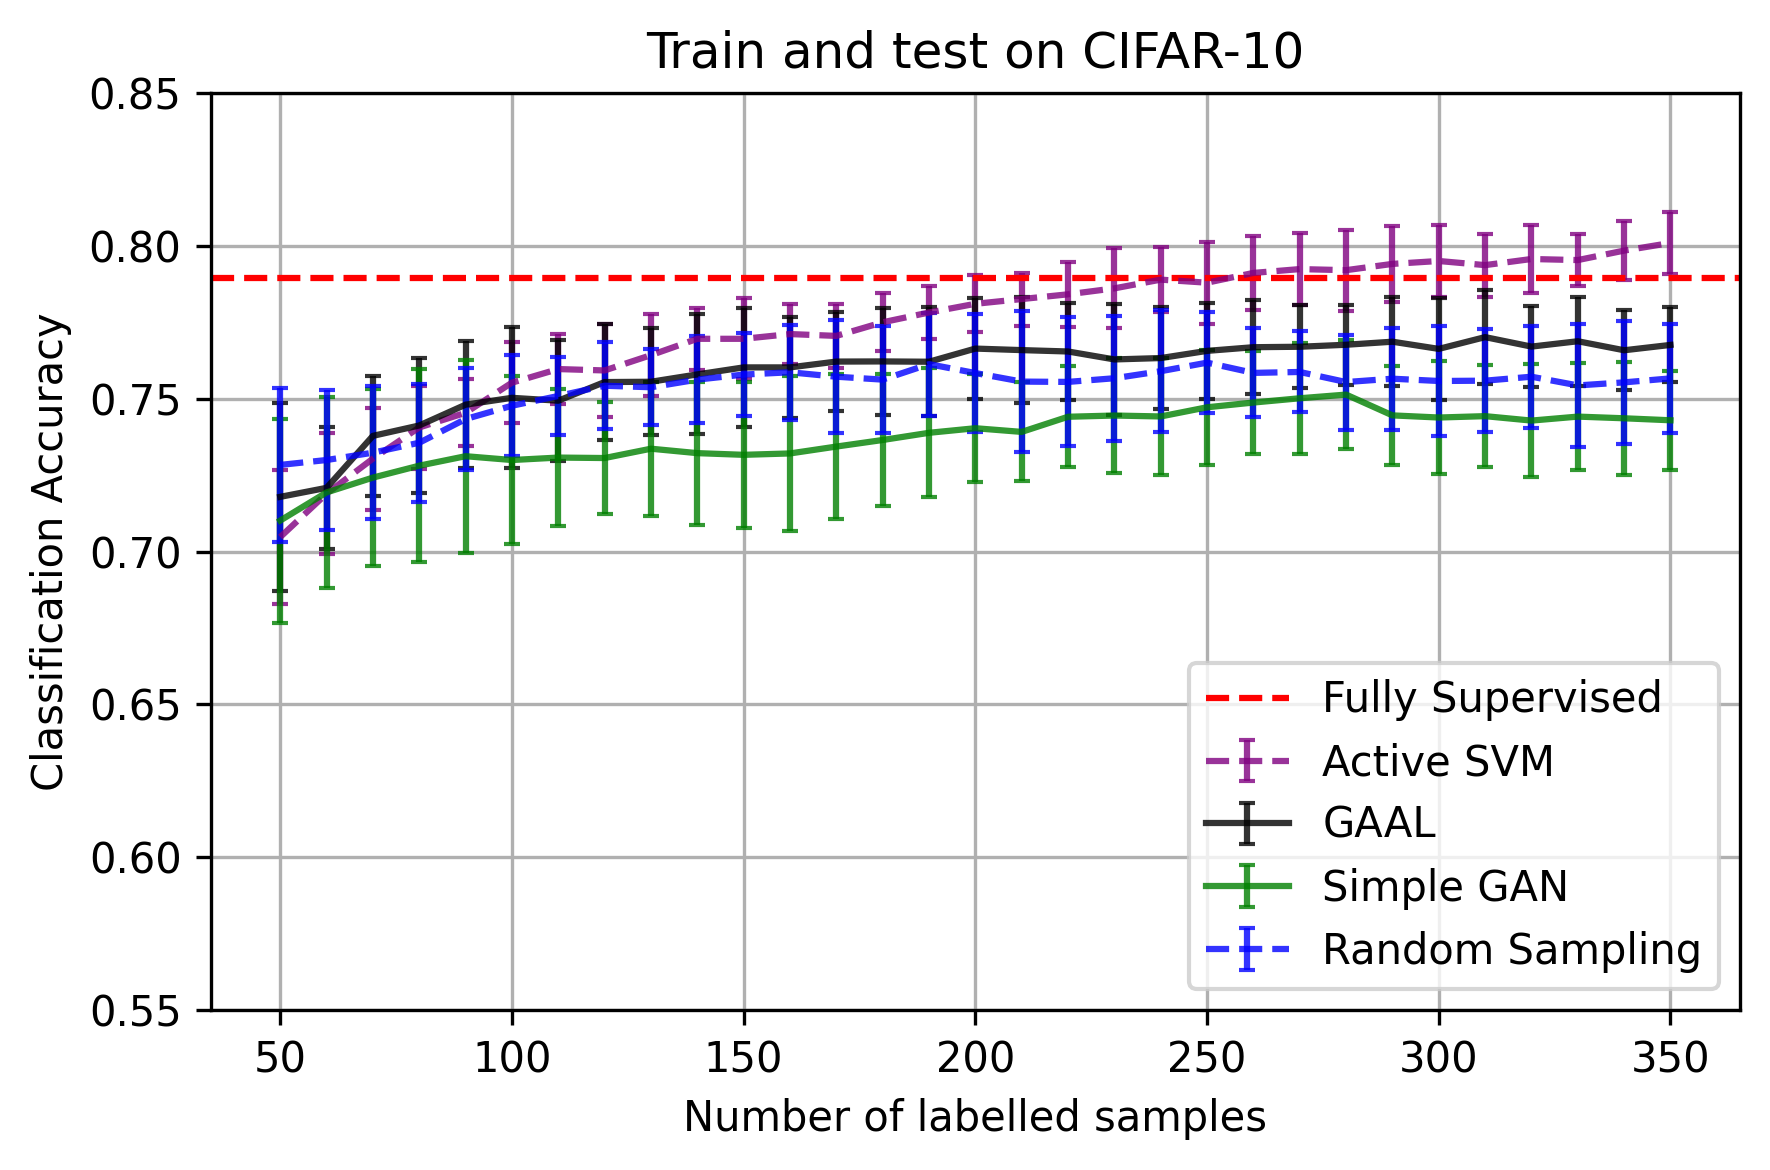 Train and test on CIFAR-10
0.85
0.80
0.75
0.70
0.65
0.60
0.55
Classification Accuracy
Fully Supervised
Active SVM
GAAL
Simple GAN
Random Sampling
50 100 150 200 250 300 350
Number of labelled samples